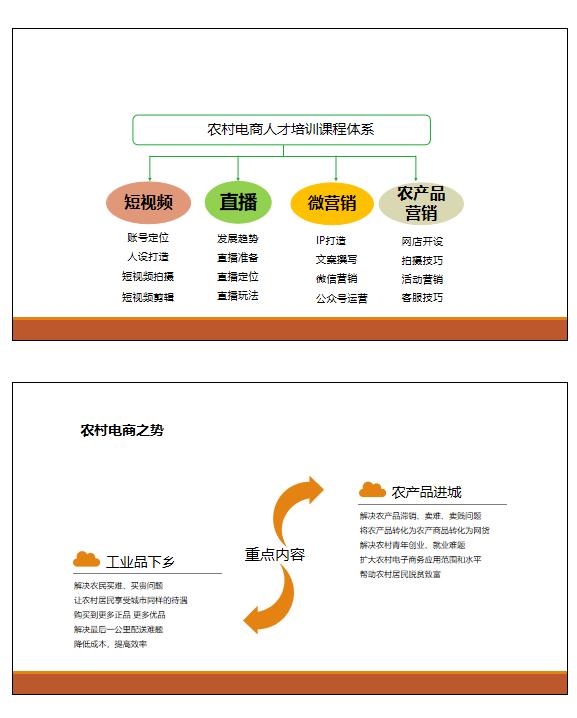 农村电商人才培训课程体系
短视频
账号定位
人设打造
短视频拍摄
短视频剪辑
直播
发展趋势
直播准备
直播定位
直播玩法
微营销
IP打造
文案撰写
微信营销
公众号运营
农产品
营销
网店开设
拍摄技巧
活动营销
客服技巧
农村电商之势
农产品进城
解决农产品滞销、卖难、卖贱问题
将农产品转化为农产商品转化为网货
解决农村青年创业、就业难题
扩大农村电子商务应用范围和水平
帮助农村居民脱贫致富
重点内容
工业品下乡
解决农民买难、买贵问题
让农村居民享受城市同样的待遇
购买到更多正品 更多优品
解决最后一公里配送难题
降低成本，提高效率